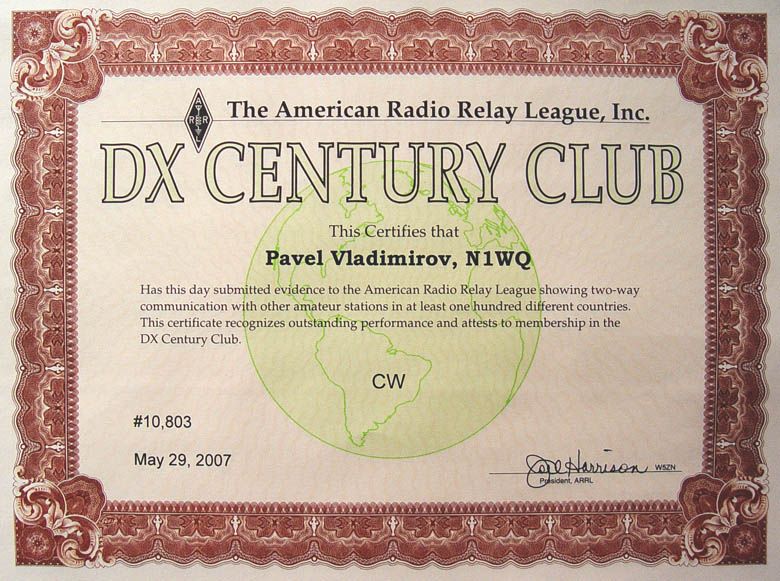 The American Radio Relay League, Inc.
A
RRL
DX CENTURY CLUB
This Certifies that
Pavel Vladimirov, N1WQ
Has this day submitted evidence to the American Radio Relay League showing two-way
communication with other amateur stations in at least one hundred different countries.
This certificate recognizes outstanding performance and attests to membership in the
DX Century Club.
CW
#10,803
May 29, 2007
Joel Harrison W5ZN
President, ARRL